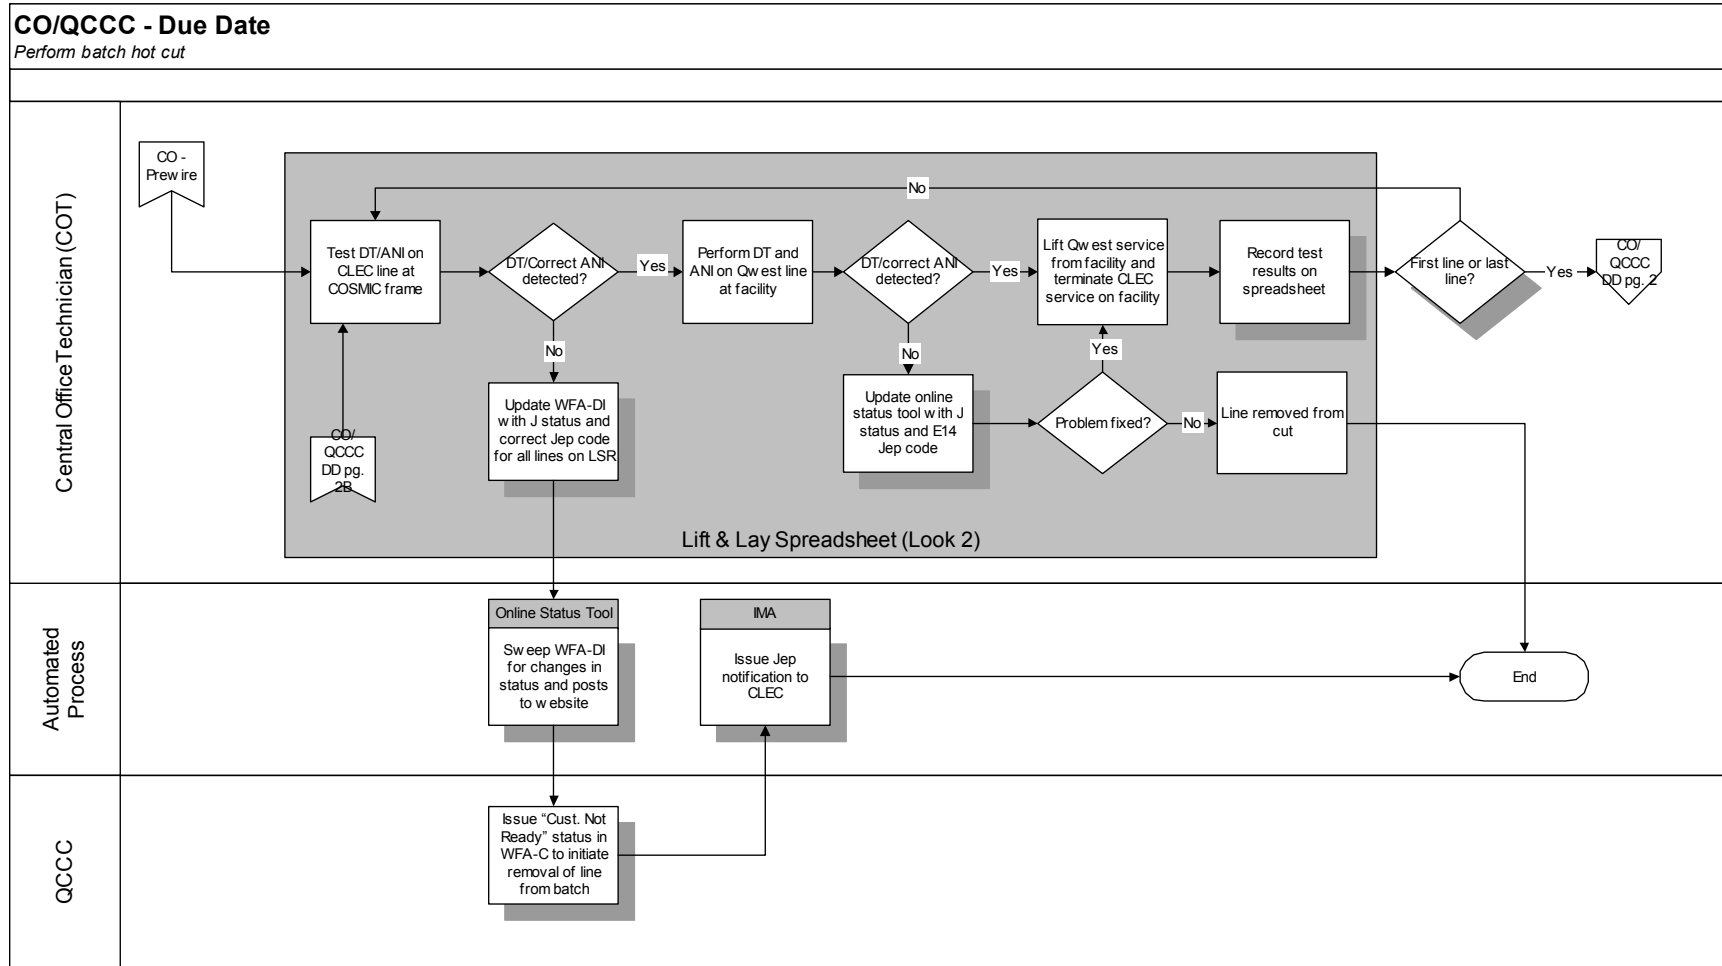 CO/QCCC - Due Date
Perform batch hot cut
Central Office Technician (COT)
CO -
Prewire
No
Test DT/ANI on
CLEC line at
COSMIC frame
DT/Correct ANI
detected?
Yes
Perform DT and
ANI on Qwest line
at facility
DT/correct ANI
detected?
Yes
Lift Qwest service
from facility and
terminate CLEC
service on facility
Record test
results on
spreadsheet
First line or last
line?
Yes
CO/
QCCC
DD pg. 2
No
No
Yes
CO/
QCCC
DD pg.
2B
Update WFA-DI
with J status and
correct Jep code
for all lines on LSR
Update online
status tool with J
status and E14
Jep code
Problem fixed?
No
Line removed from
cut
Lift & Lay Spreadsheet (Look 2)
Automated
Process
Online Status Tool
Sweep WFA-DI
for changes in
status and posts
to website
IMA
Issue Jep
notification to
CLEC
End
QCCC
Issue “Cust. Not
Ready” status in
WFA-C to initiate
removal of line
from batch